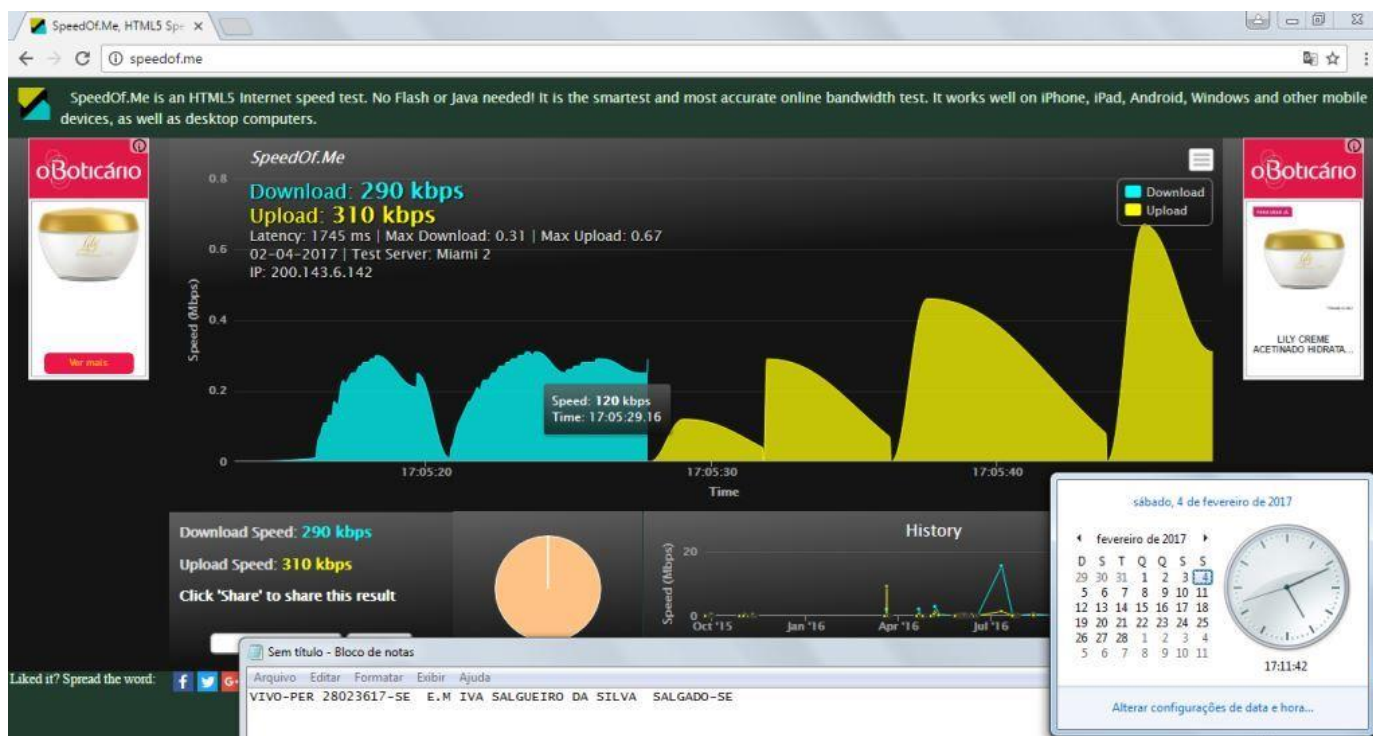 SpeedOf.Me, HTML5 Spe
speedof.me
SpeedOf.Me is an HTML5 Internet speed test. No Flash or Java needed! It is the smartest and most accurate online bandwidth test. It works well on iPhone, iPad, Android, Windows and other mobile
devices, as well as desktop computers.
oBoticário
Lily
Ver mais
SpeedOf.Me
Download: 290 kbps
Upload: 310 kbps
Latency: 1745 ms | Max Download: 0.31 | Max Upload: 0.67
02-04-2017 | Test Server: Miami 2
IP: 200.143.6.142
Download
Upload
0.8
0.6
0.4
0.2
0
Speed (Mbps)
Speed: 120 kbps
Time: 17:05:29.16
17:05:20
17:05:30
17:05:40
Time
oBoticário
LILY CREME
ACETINADO HIDRATA...
Download Speed: 290 kbps
Upload Speed: 310 kbps
Click 'Share' to share this result
History
Speed (Mbps)
20
0
Oct '15
Jan '16
Apr '16
Jul '16
Liked it? Spread the word:
f
G+
Sem título - Bloco de notas
Arquivo Editar Formatar Exibir Ajuda
VIVO-PER 28023617-SE E.M IVA SALGUEIRO DA SILVA SALGADO-SE
sábado, 4 de fevereiro de 2017
fevereiro de 2017
D S T Q Q S S
29 30 31 1 2 3 4
5 6 7 8 9 10 11
12 13 14 15 16 17 18
19 20 21 22 23 24 25
26 27 28 1 2 3 4
5 6 7 8 9 10 11
17:11:42
Alterar configurações de data e hora...